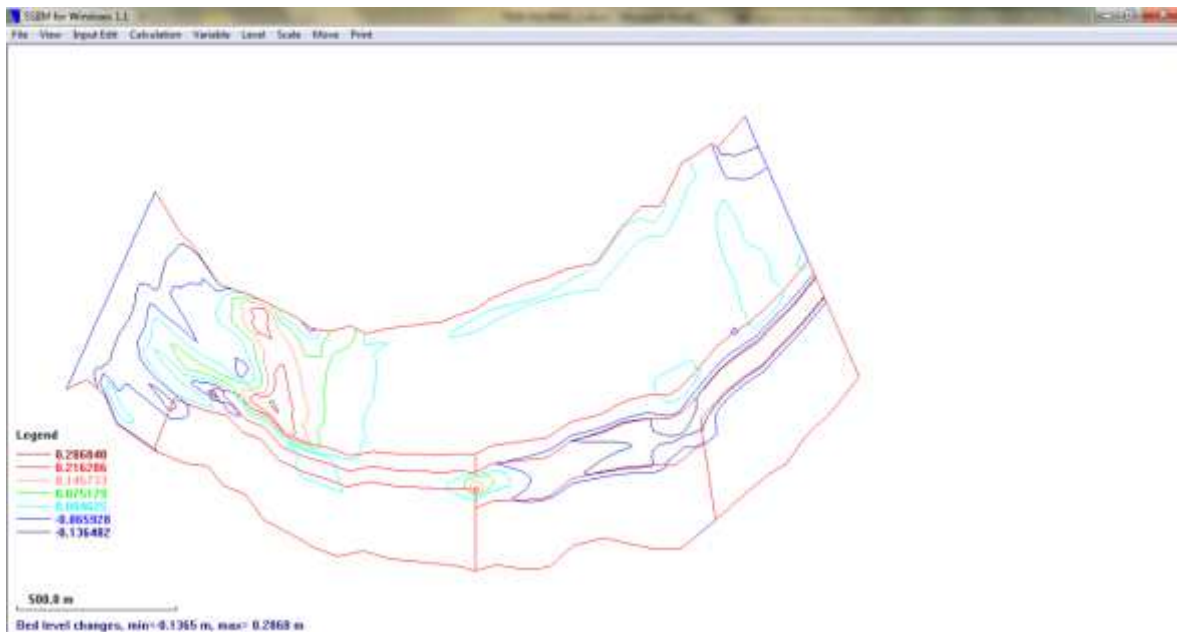 SSIIM for Windows 1.1
File View Input Edit Calculation Variable Level Scale Move Print
Legend
0.286840
0.216286
0.145733
0.075179
0.004625
-0.065928
-0.136482
500.0 m
Bed level changes, min=-0.1365 m, max= 0.2868 m